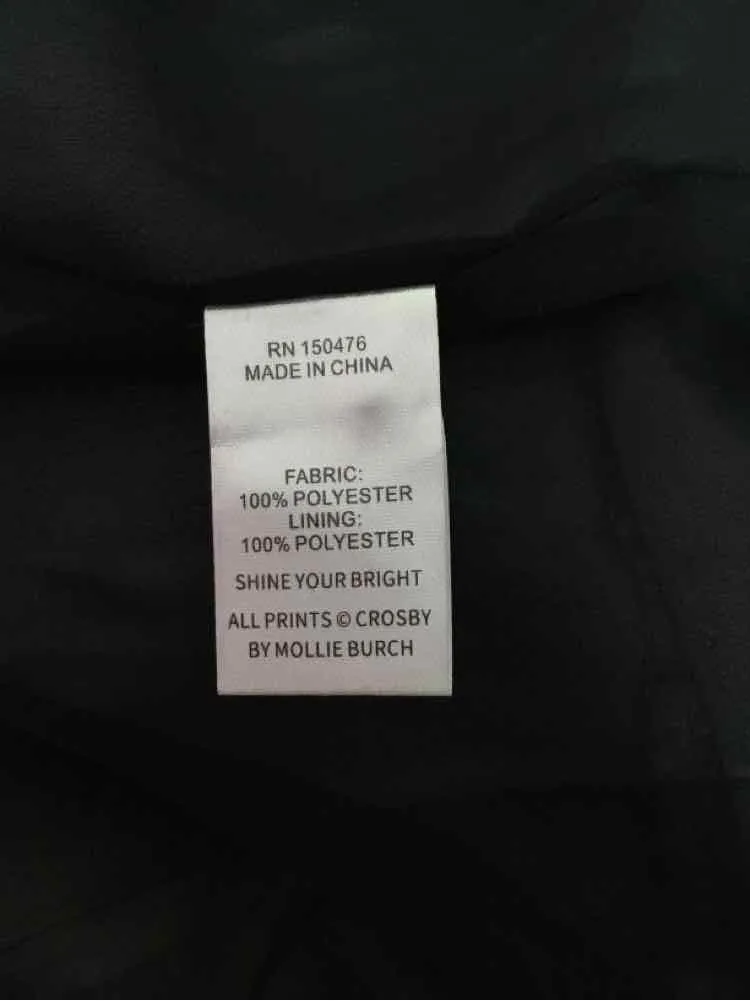 RN 150476
MADE IN CHINA
FABRIC:
100% POLYESTER
LINING:
100% POLYESTER
SHINE YOUR BRIGHT
ALL PRINTS © CROSBY
BY MOLLIE BURCH